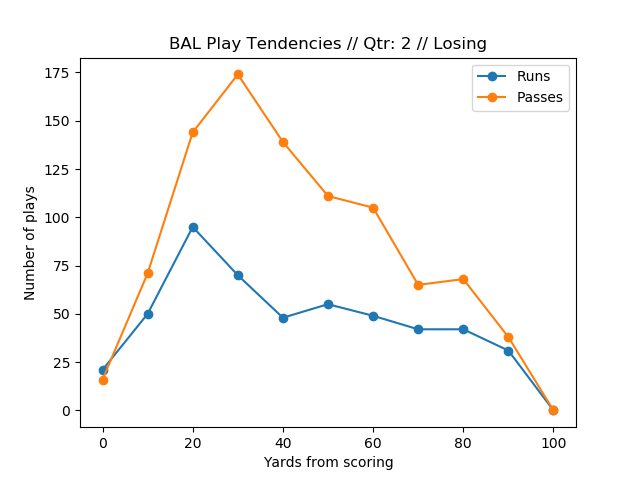 BAL Play Tendencies // Qtr: 2 // Losing
Runs
Passes
175
150
125
100
75
50
25
0
Number of plays
0 20 40 60 80 100
Yards from scoring